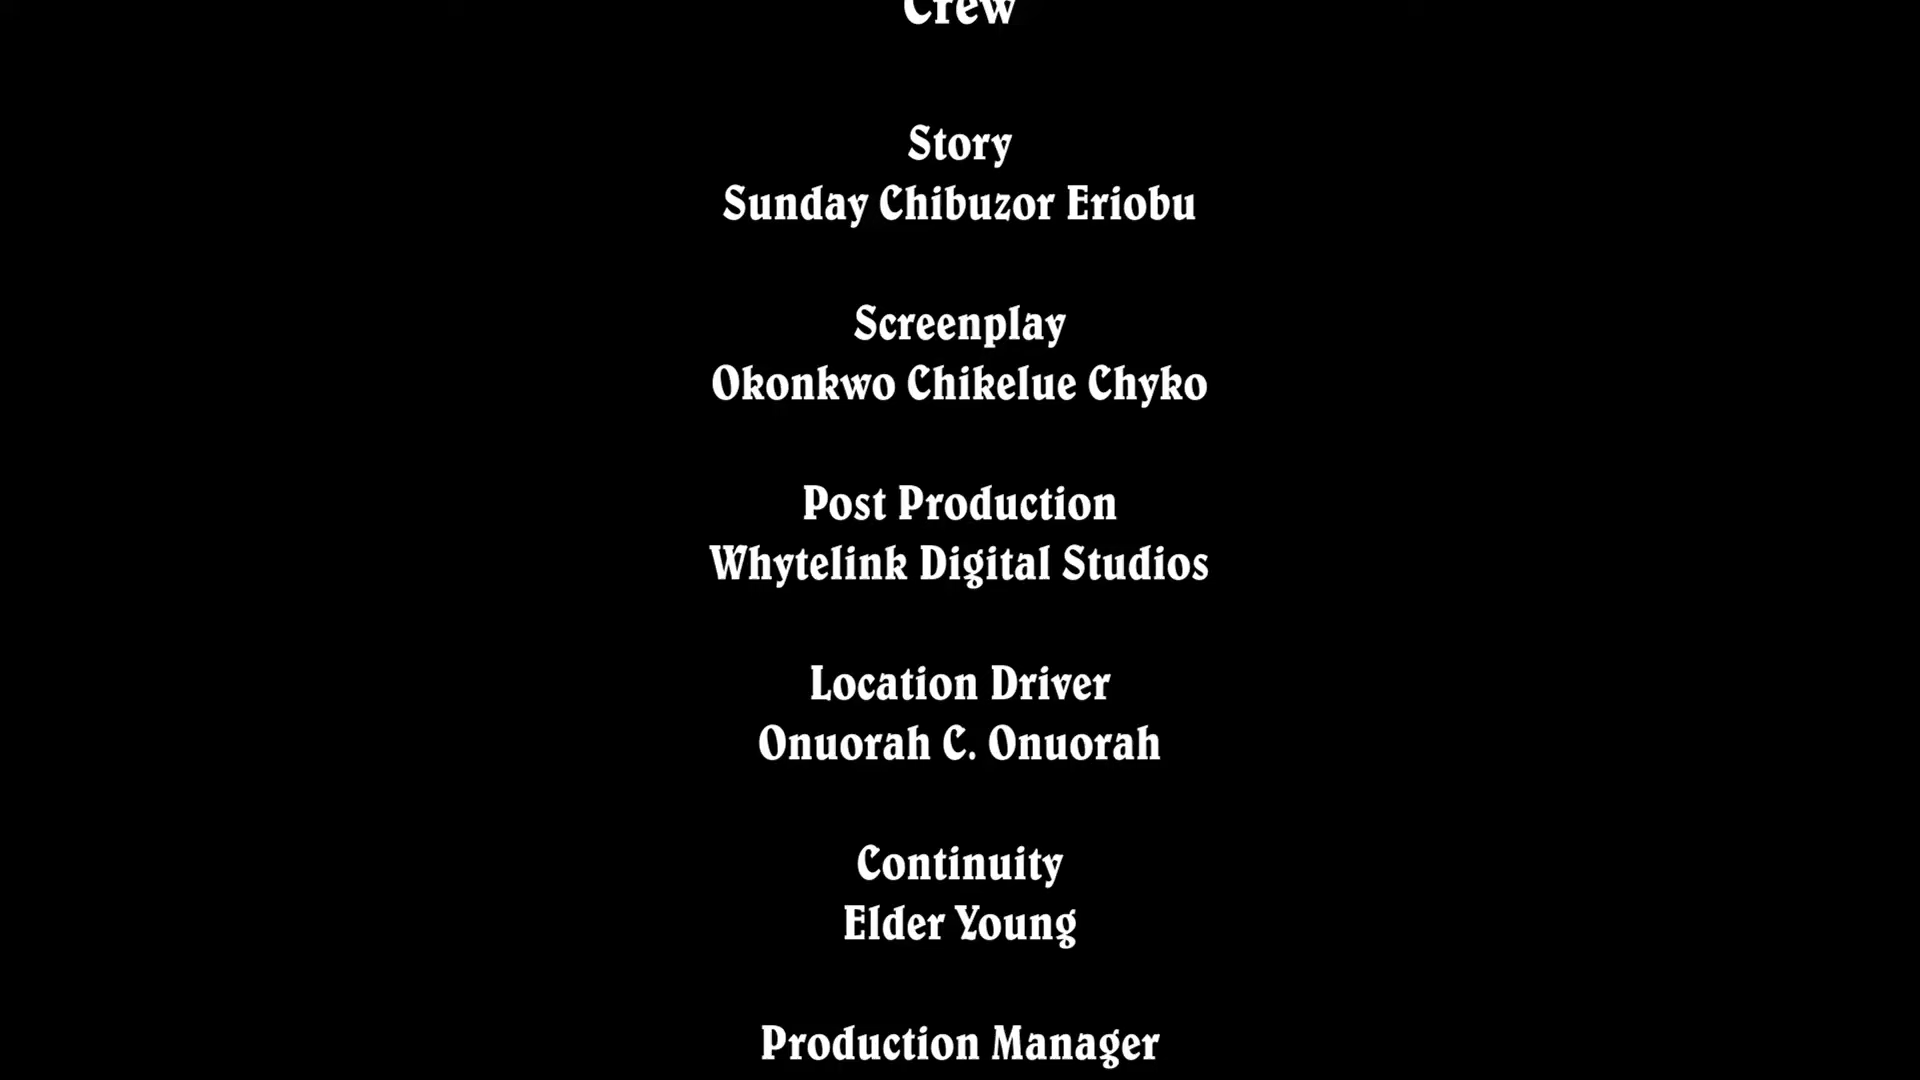 Crew
Story
Sunday Chibuzor Eriobu
Screenplay
Okonkwo Chikelue Chyko
Post Production
Whytelink Digital Studios
Location Driver
Onuorah C. Onuorah
Continuity
Elder Young
Production Manager